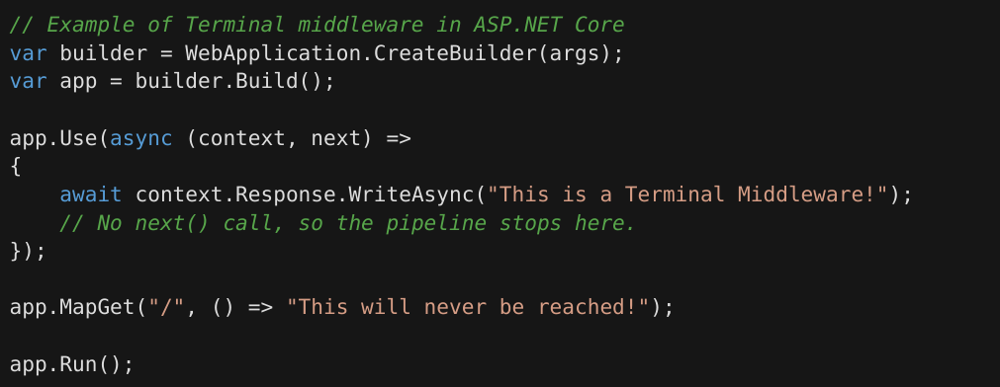 // Example of Terminal middleware in ASP.NET Core
var builder = WebApplication.CreateBuilder(args);
var app = builder.Build();

app.Use(async (context, next) =>
{
    await context.Response.WriteAsync("This is a Terminal Middleware!");
    // No next() call, so the pipeline stops here.
});

app.MapGet("/", () => "This will never be reached!");

app.Run();